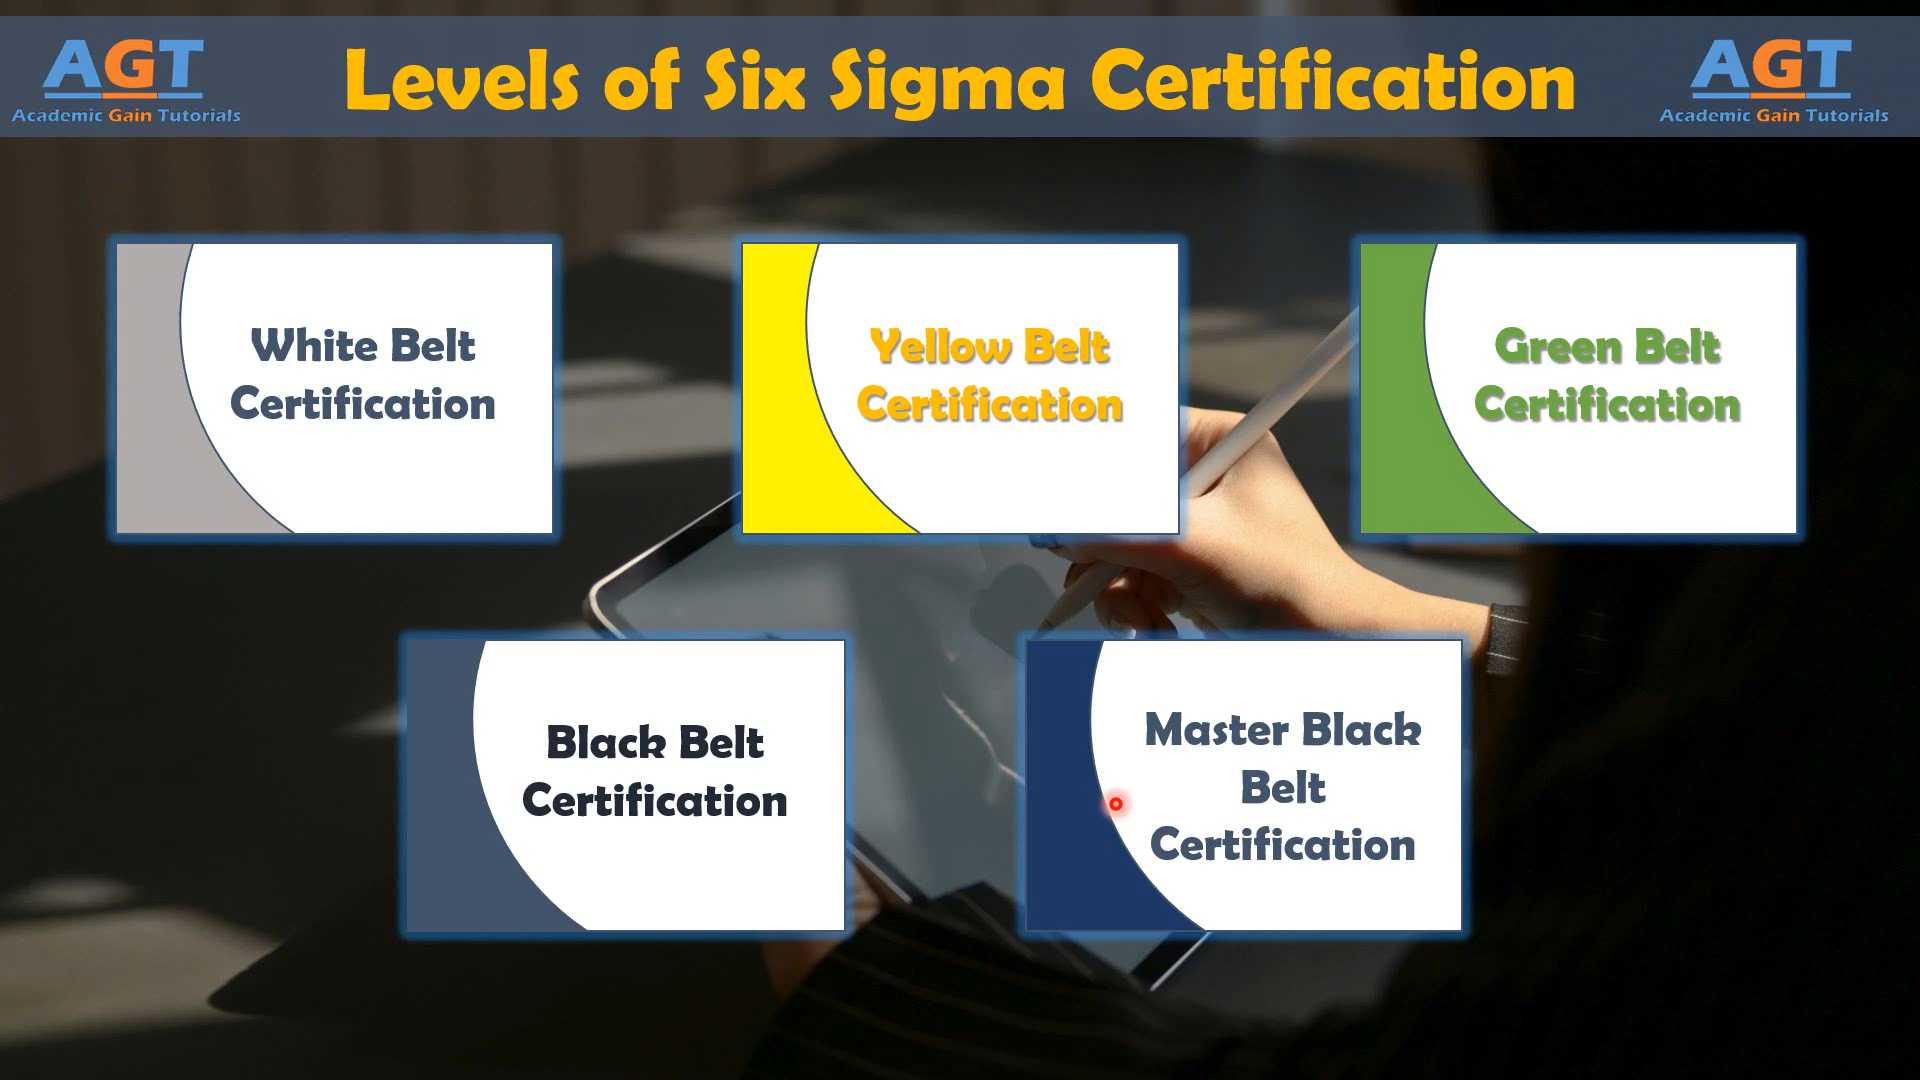 AGT
Academic Gain Tutorials
Levels of Six Sigma Certification
AGT
Academic Gain Tutorials
White Belt
Certification
Yellow Belt
Certification
Green Belt
Certification
Black Belt
Certification
Master Black
Belt
Certification